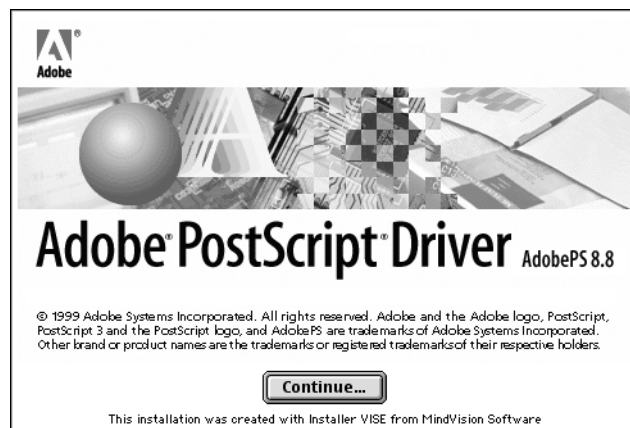 Adobe
Adobe® PostScript® Driver AdobePS 8.8
© 1999 Adobe Systems Incorporated. All rights reserved. Adobe and the Adobe logo, PostScript,
PostScript 3 and the PostScript logo, and AdobePS are trademarks of Adobe Systems Incorporated.
Other brand or product names are the trademarks or registered trademarks of their respective holders.
Continue...
This installation was created with Installer VISE from MindVision Software